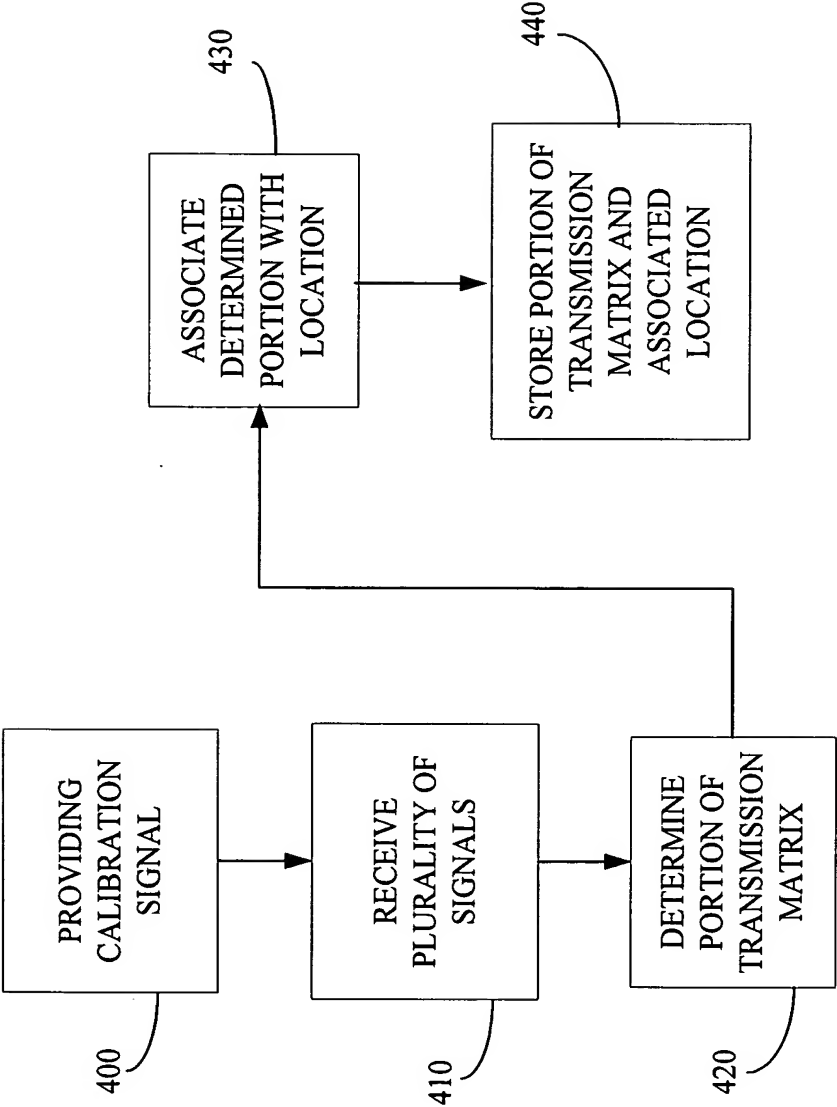 PROVIDING
CALIBRATION
SIGNAL
400
RECEIVE
PLURALITY OF
SIGNALS
410
DETERMINE
PORTION OF
TRANSMISSION
MATRIX
420
ASSOCIATE
DETERMINED
PORTION WITH
LOCATION
430
STORE PORTION OF
TRANSMISSION
MATRIX AND
ASSOCIATED
LOCATION
440